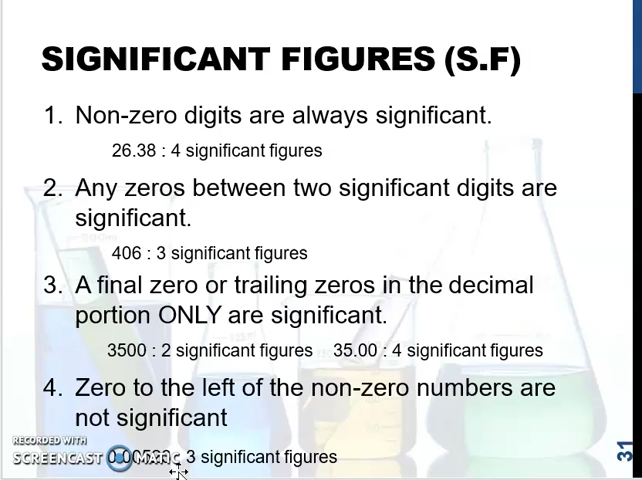 SIGNIFICANT FIGURES (S.F)
1. Non-zero digits are always significant.
26.38 : 4 significant figures
2. Any zeros between two significant digits are
significant.
406 : 3 significant figures
3. A final zero or trailing zeros in the decimal
portion ONLY are significant.
3500 : 2 significant figures 35.00 : 4 significant figures
4. Zero to the left of the non-zero numbers are
not significant
3 significant figures
RECORDED WITH
SCREENCAST MATIC
31